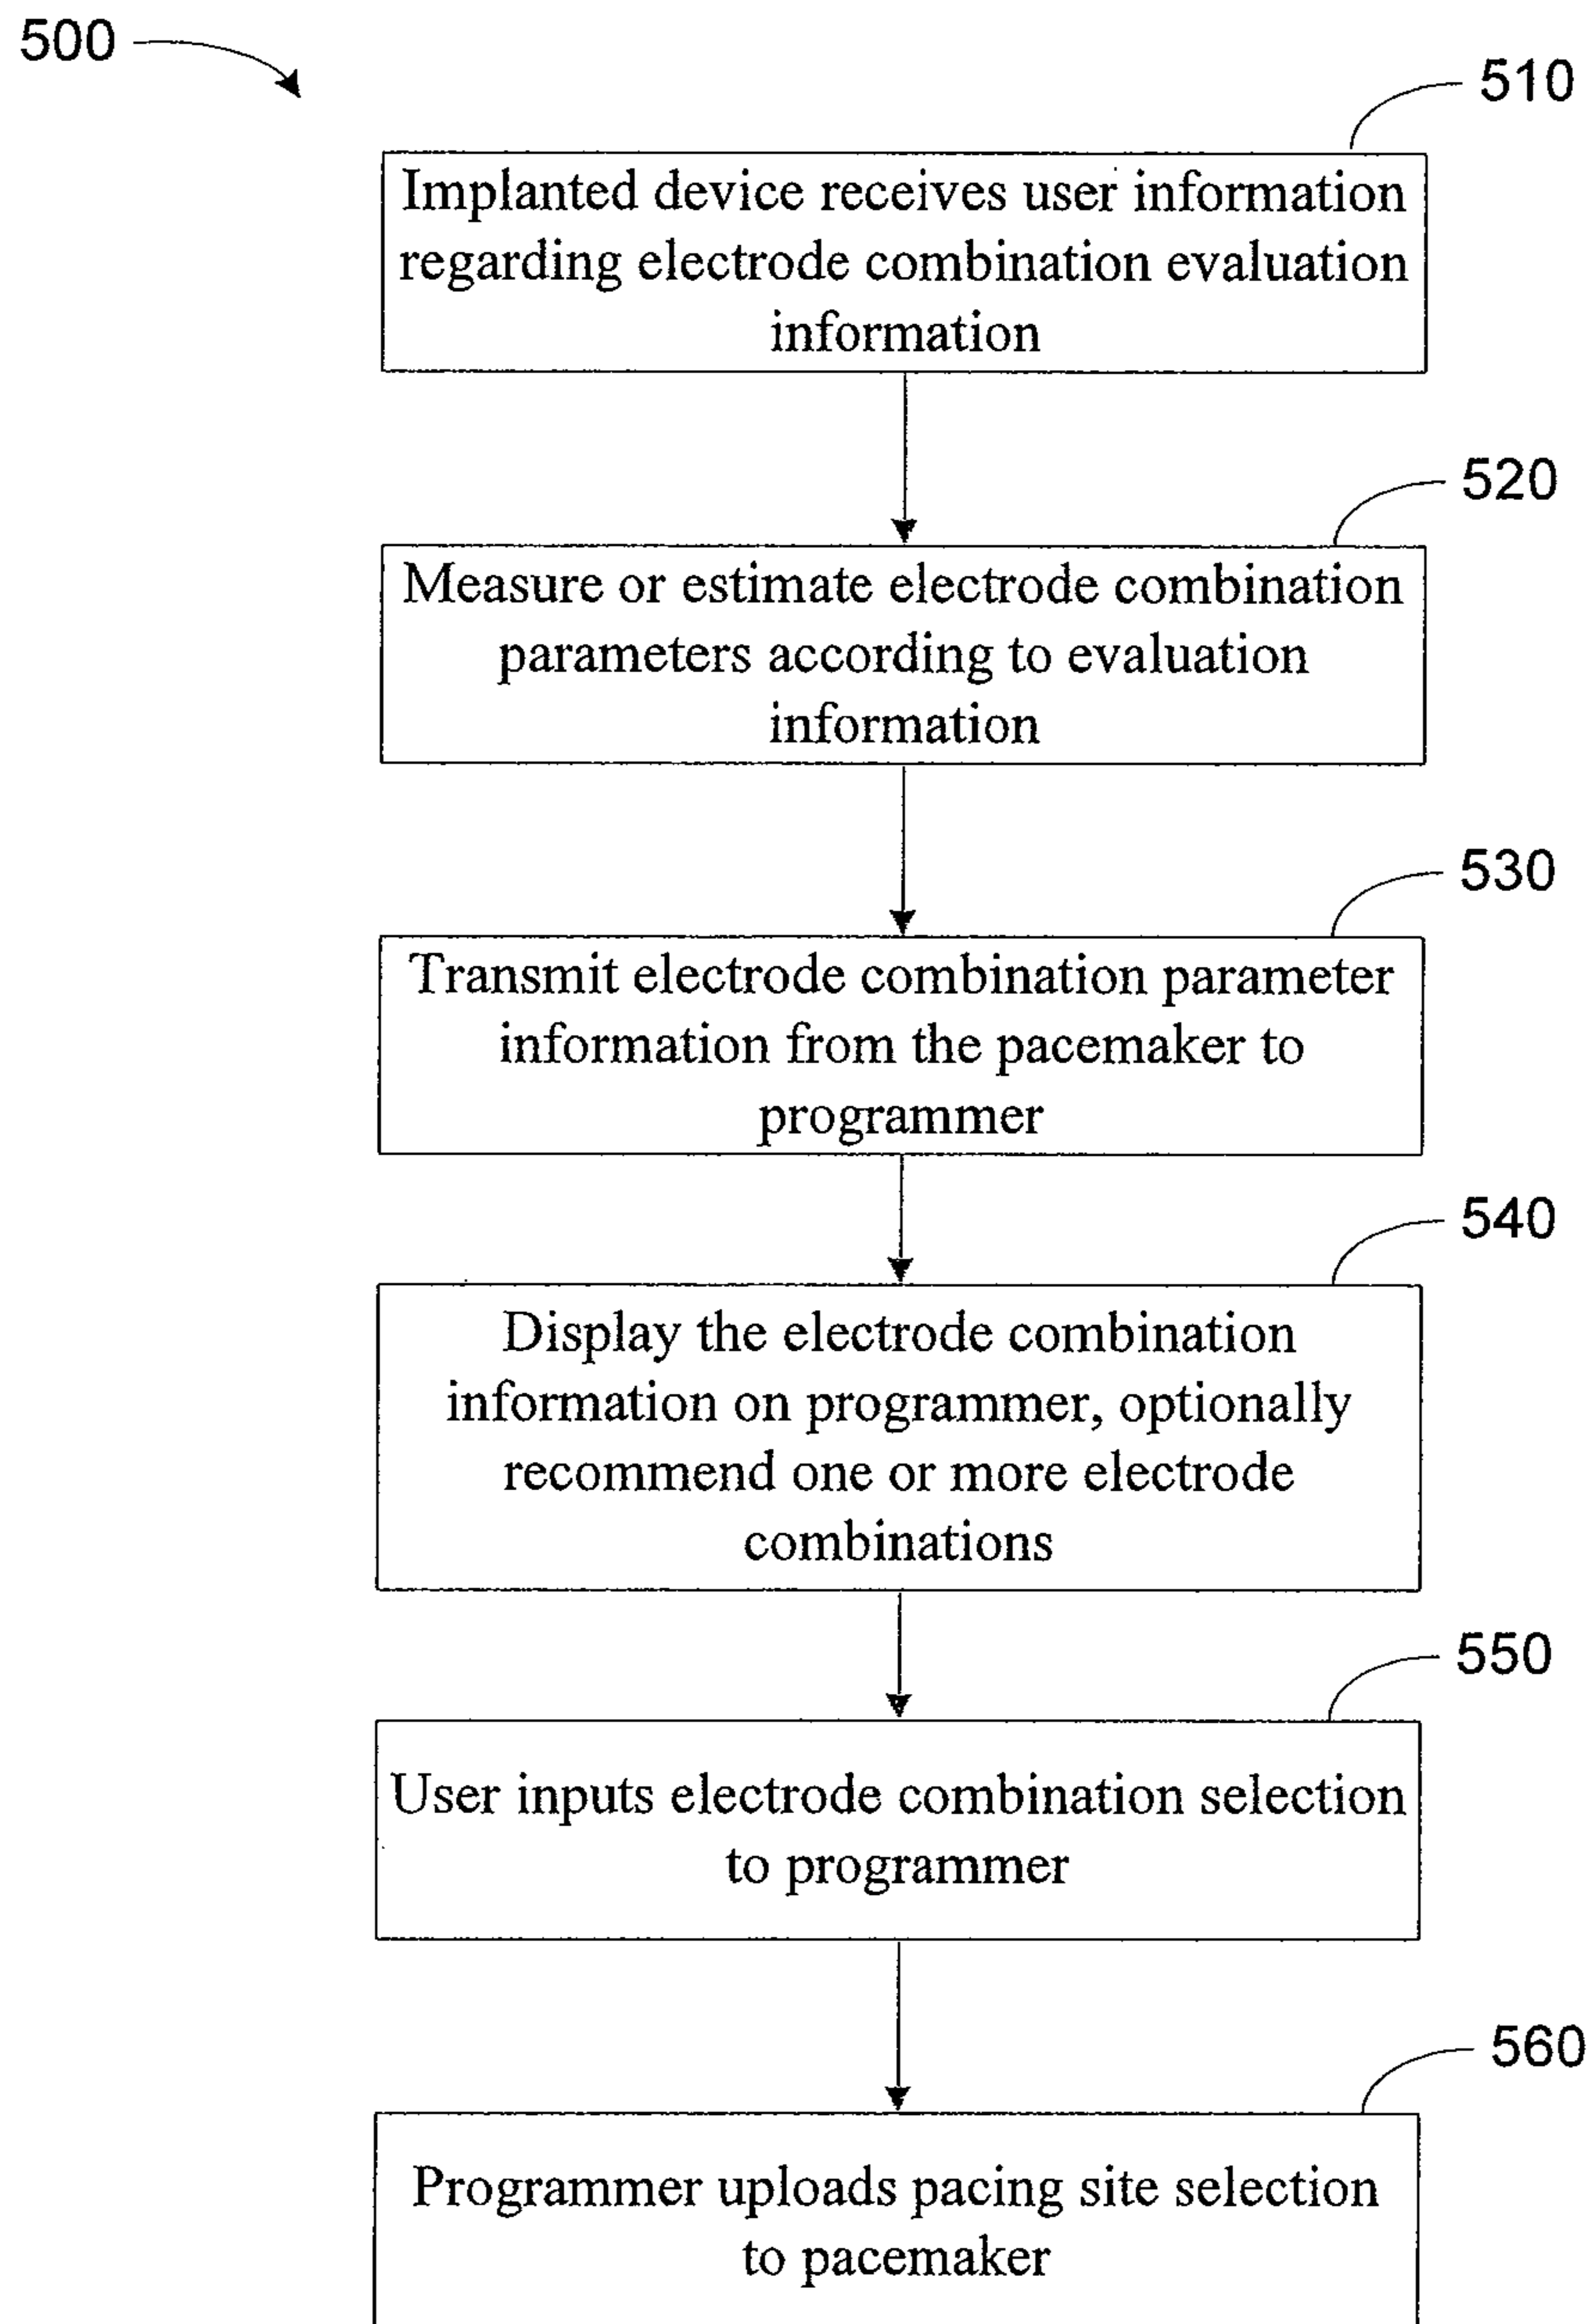 500
510
Implanted device receives user information
regarding electrode combination evaluation
information
520
Measure or estimate electrode combination
parameters according to evaluation
information
530
Transmit electrode combination parameter
information from the pacemaker to
programmer
540
Display the electrode combination
information on programmer, optionally
recommend one or more electrode
combinations
550
User inputs electrode combination selection
to programmer
560
Programmer uploads pacing site selection
to pacemaker